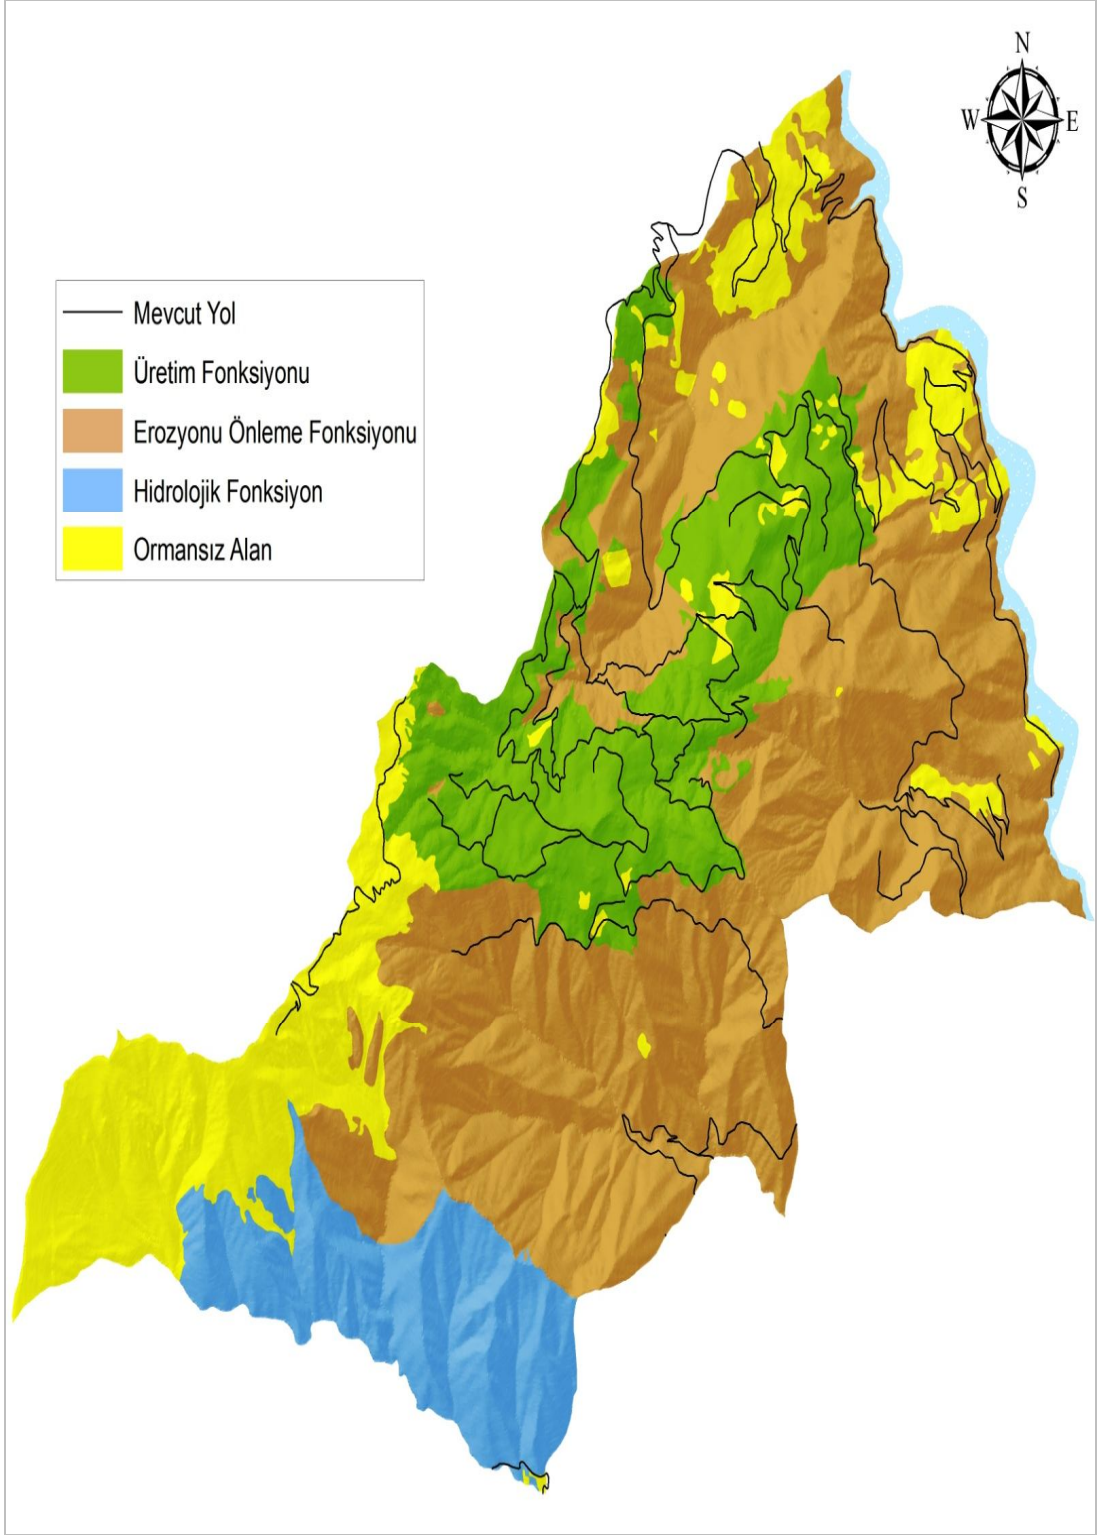 N
W E
S
Mevcut Yol
Üretim Fonksiyonu
Erozyonu Önleme Fonksiyonu
Hidrolojik Fonksiyon
Ormansız Alan